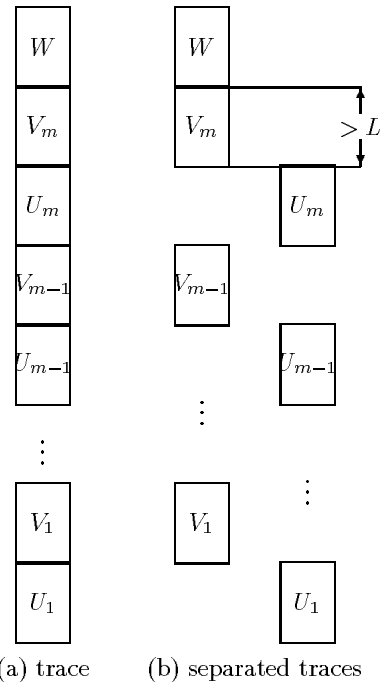 W W
V_m V_m > L
U_m U_m
V_{m-1} V_{m-1}
U_{m-1} U_{m-1}
⋮ ⋮
⋮
V_1 V_1
U_1 U_1
(a) trace (b) separated traces